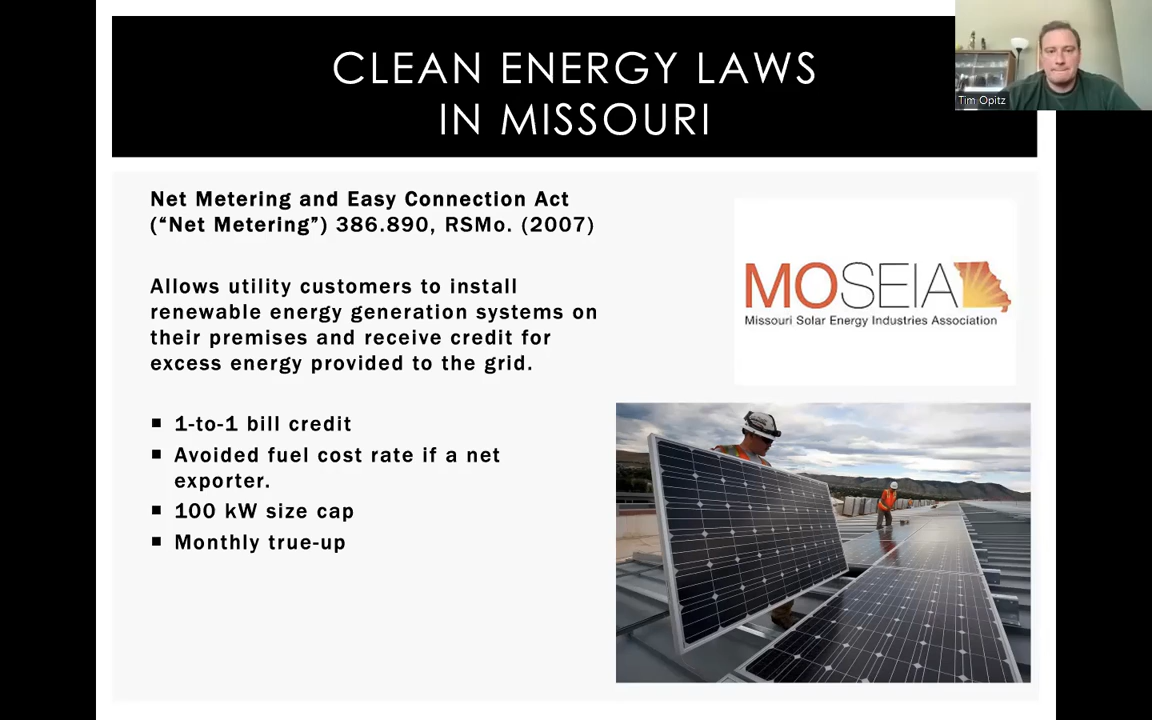 CLEAN ENERGY LAWS
IN MISSOURI
Tim Opitz
Net Metering and Easy Connection Act
(“Net Metering”) 386.890, RSMo. (2007)
Allows utility customers to install
renewable energy generation systems on
their premises and receive credit for
excess energy provided to the grid.
■ 1-to-1 bill credit
■ Avoided fuel cost rate if a net
exporter.
■ 100 kW size cap
■ Monthly true-up
MOSEIA
Missouri Solar Energy Industries Association